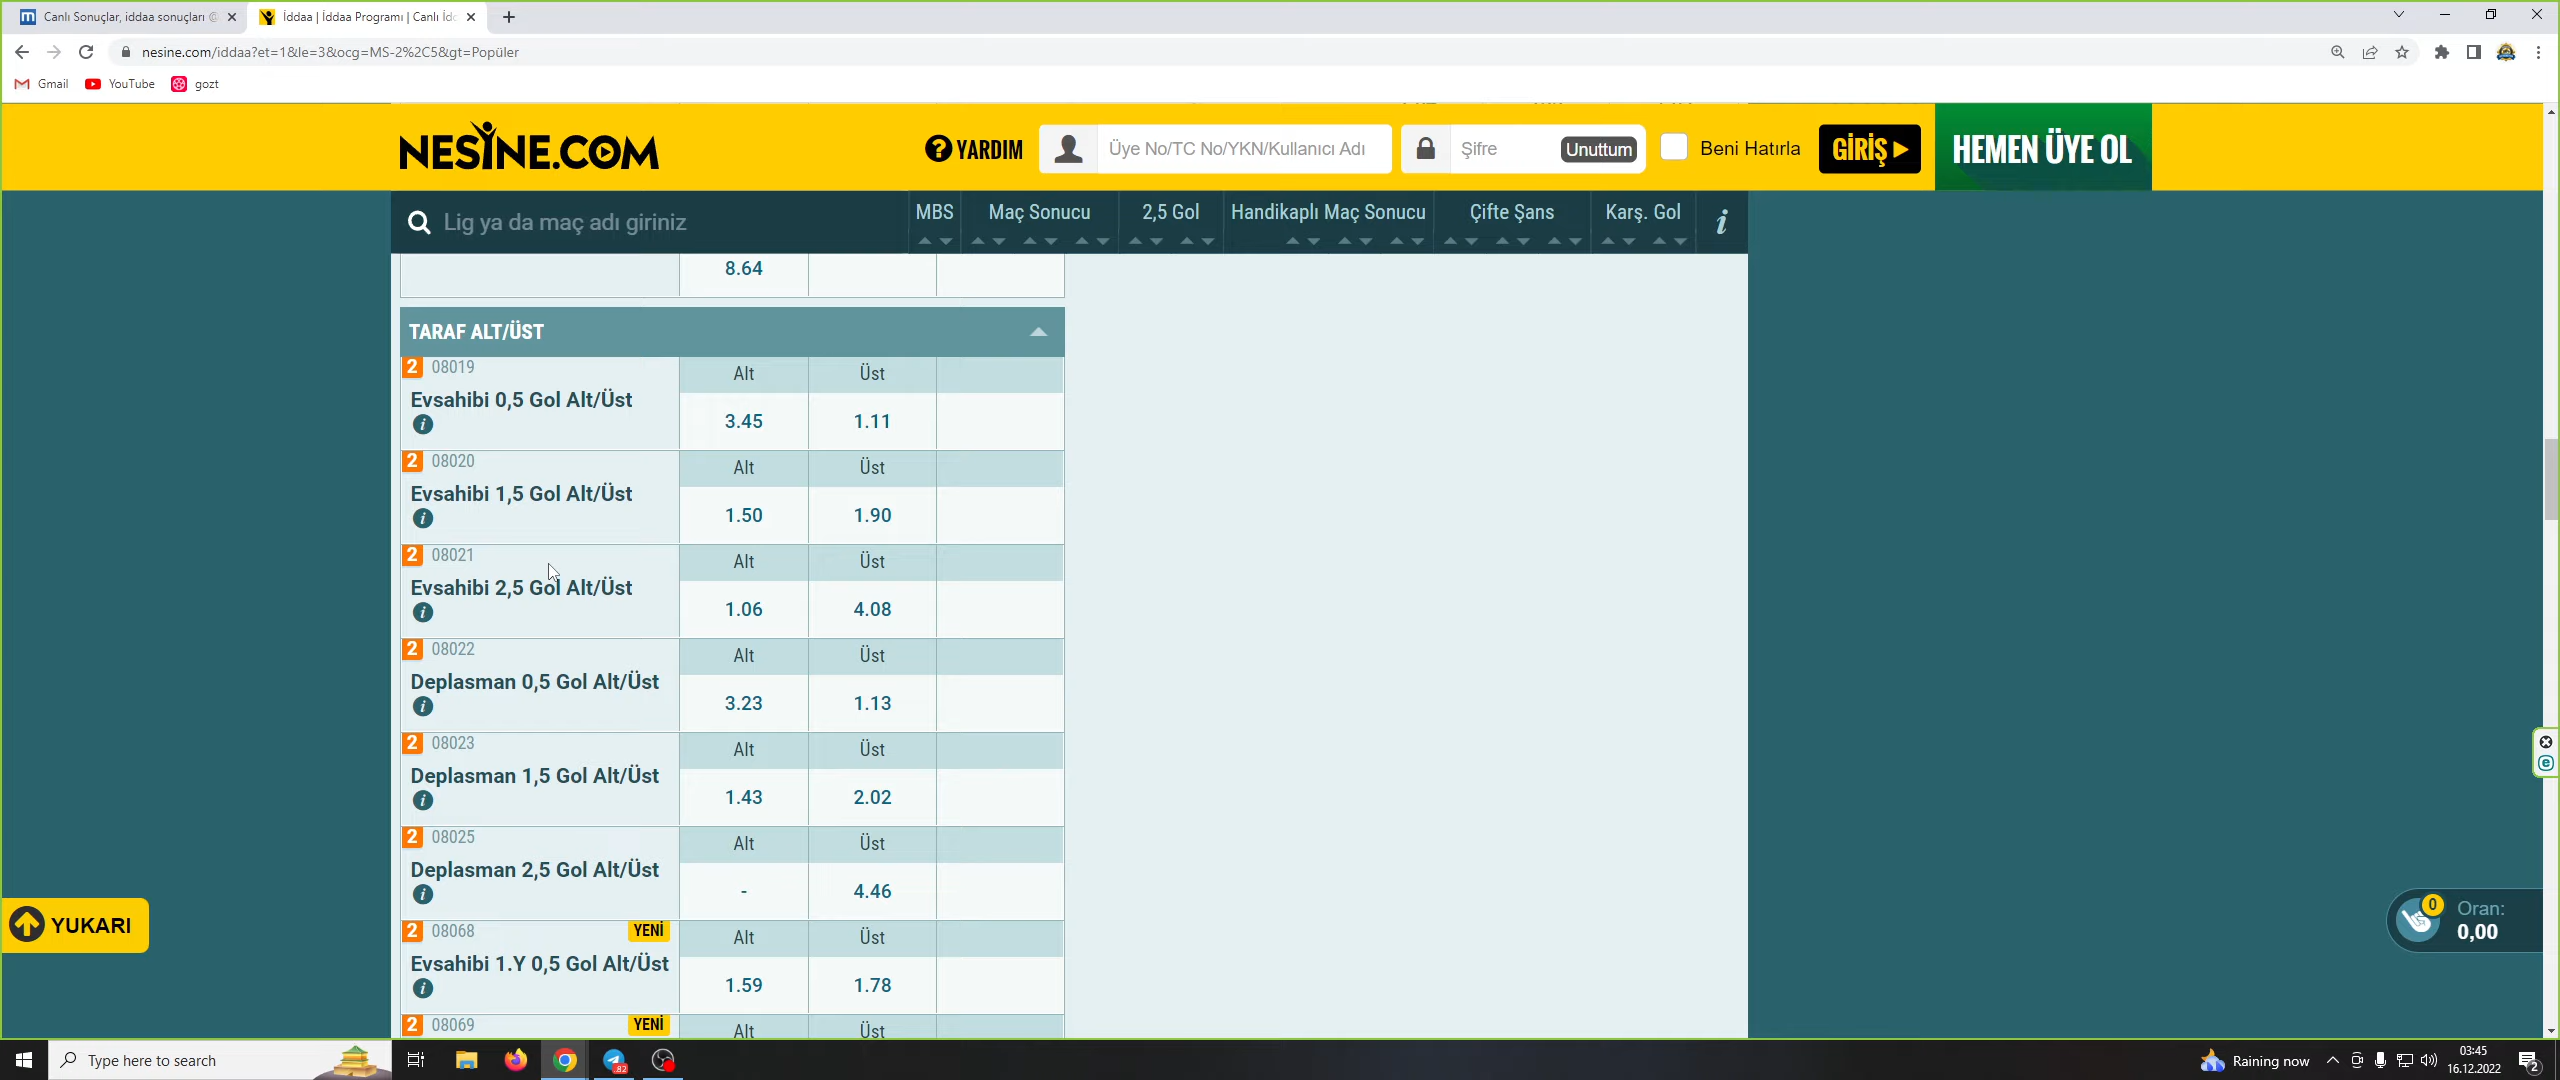 Canlı Sonuçlar, iddaa sonuçları @
İddaa | İddaa Programı | Canlı İdd
nesine.com/iddaa?et=1&le=3&ocg=MS-2%2C5&gt=Popüler
Gmail YouTube gozt
NESİNE.COM
YARDIM
Üye No/TC No/YKN/Kullanıcı Adı
Şifre
Unuttum
Beni Hatırla
GİRİŞ
HEMEN ÜYE OL
Lig ya da maç adı giriniz
MBS Maç Sonucu 2,5 Gol Handikaplı Maç Sonucu Çifte Şans Karş. Gol i
8.64
TARAF ALT/ÜST
2 08019 Alt Üst
Evsahibi 0,5 Gol Alt/Üst
i 3.45 1.11
2 08020 Alt Üst
Evsahibi 1,5 Gol Alt/Üst
i 1.50 1.90
2 08021 Alt Üst
Evsahibi 2,5 Gol Alt/Üst
i 1.06 4.08
2 08022 Alt Üst
Deplasman 0,5 Gol Alt/Üst
i 3.23 1.13
2 08023 Alt Üst
Deplasman 1,5 Gol Alt/Üst
i 1.43 2.02
2 08025 Alt Üst
Deplasman 2,5 Gol Alt/Üst
i - 4.46
2 08068 YENİ Alt Üst
Evsahibi 1.Y 0,5 Gol Alt/Üst
i 1.59 1.78
2 08069 YENİ Alt Üst
YUKARI
0
Oran:
0,00
Type here to search
82
Raining now
03:45
16.12.2022
2